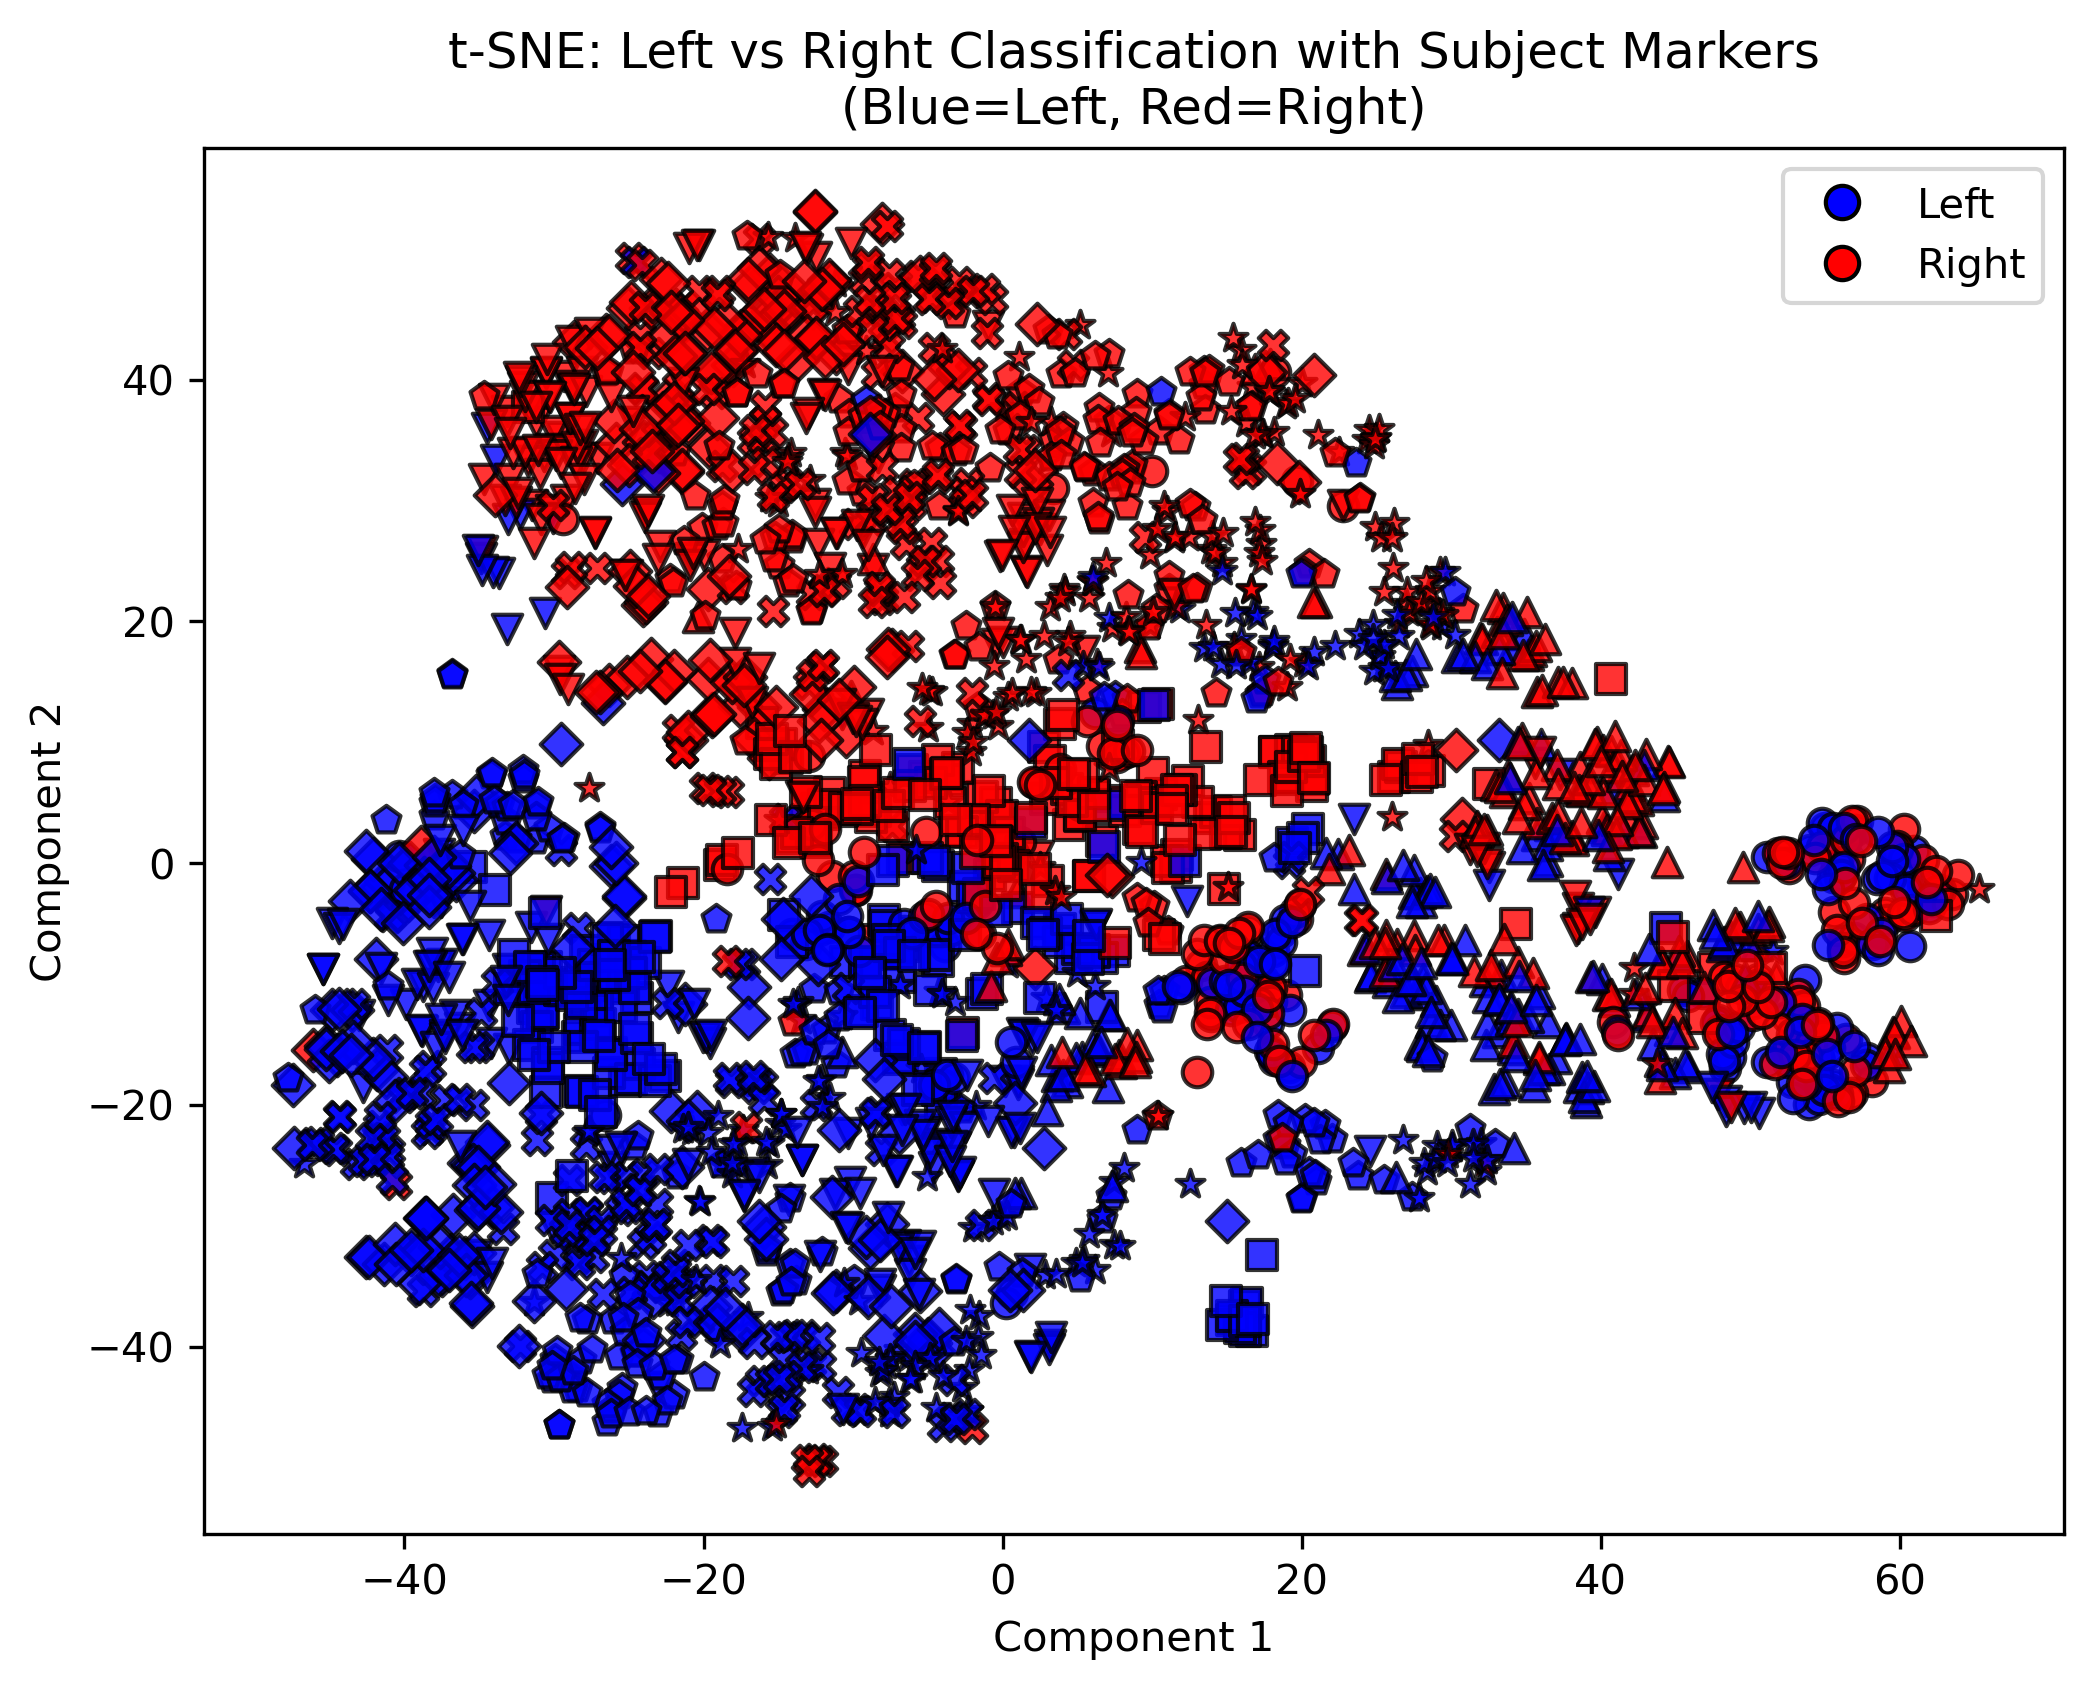 t-SNE: Left vs Right Classification with Subject Markers
(Blue=Left, Red=Right)
Left
Right
40
20
0
−20
−40
Component 2
−40
−20
0
20
40
60
Component 1